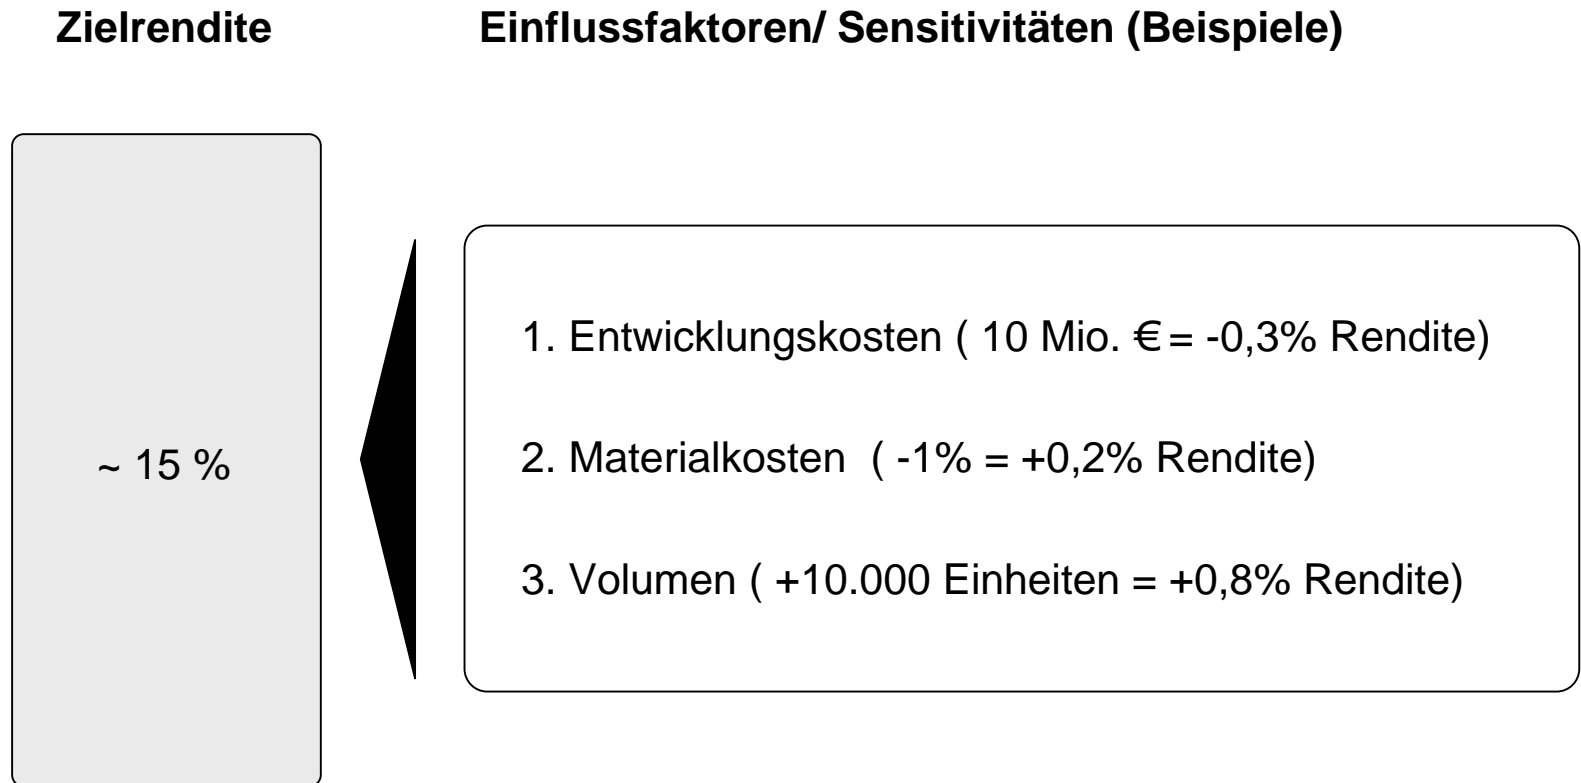 Zielrendite
Einflussfaktoren/ Sensitivitäten (Beispiele)
~ 15 %
1. Entwicklungskosten ( 10 Mio. € = -0,3% Rendite)
2. Materialkosten  ( -1% = +0,2% Rendite)
3. Volumen ( +10.000 Einheiten = +0,8% Rendite)